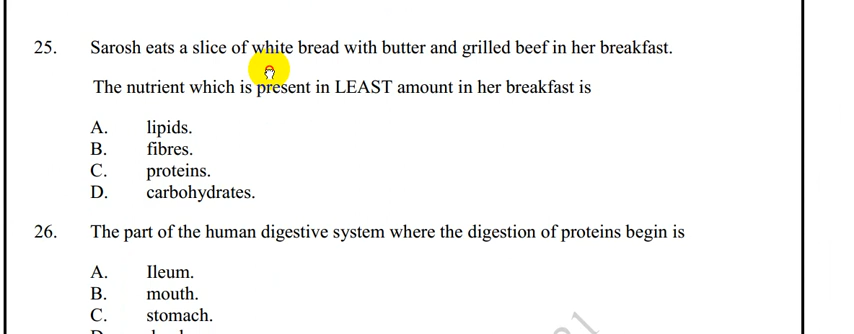 25. Sarosh eats a slice of white bread with butter and grilled beef in her breakfast.
The nutrient which is present in LEAST amount in her breakfast is
A. lipids.
B. fibres.
C. proteins.
D. carbohydrates.
26. The part of the human digestive system where the digestion of proteins begin is
A. Ileum.
B. mouth.
C. stomach.